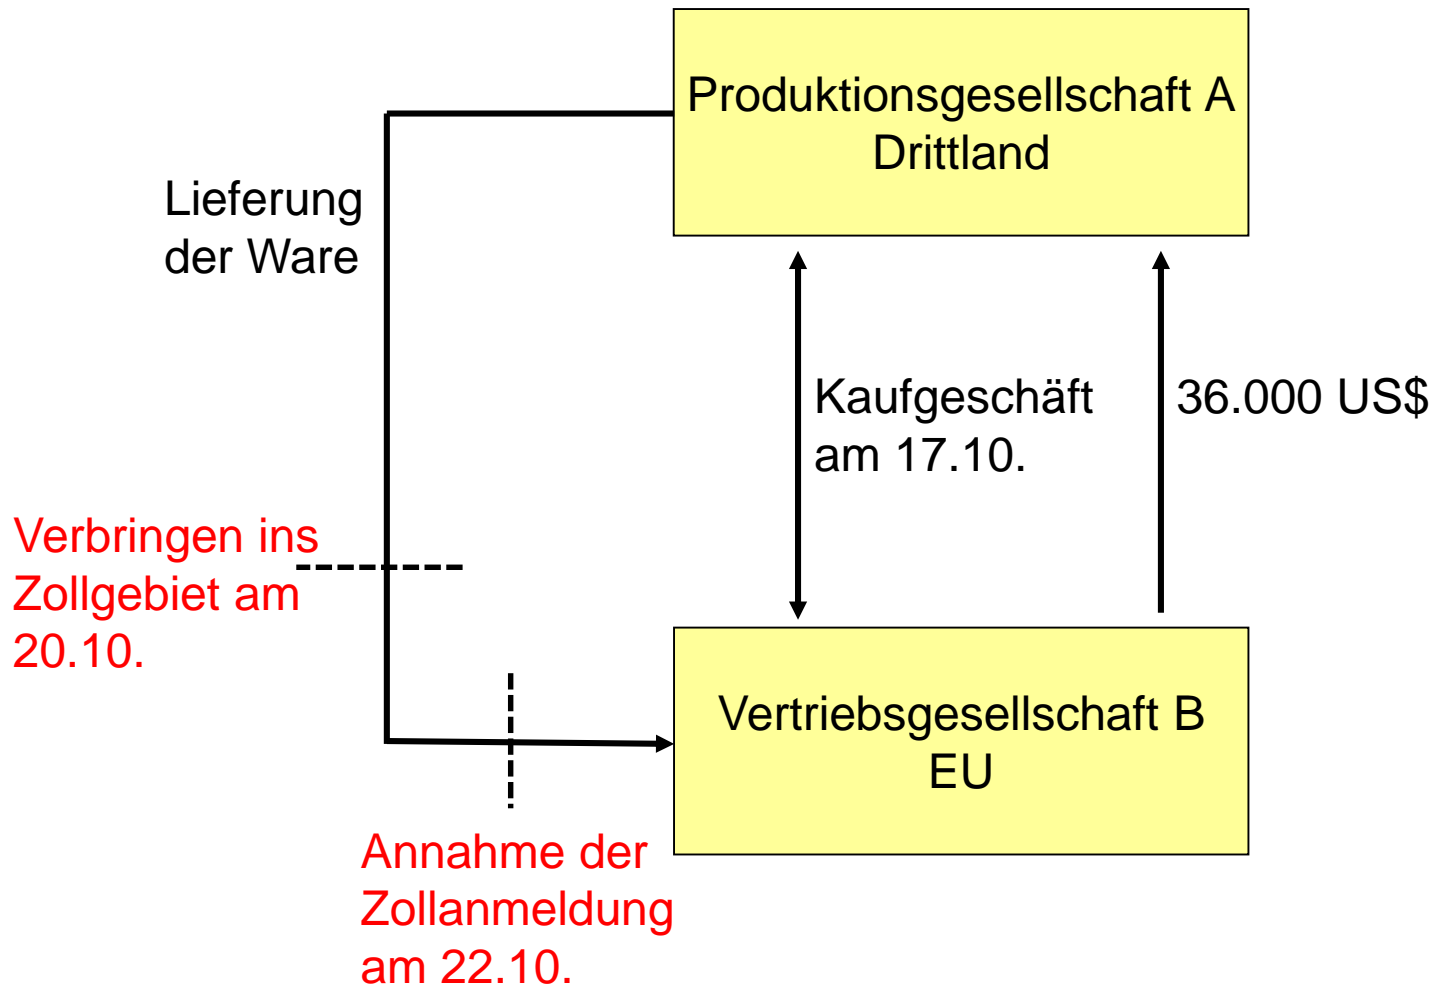 Produktionsgesellschaft A
Drittland
Lieferung
der Ware
Kaufgeschäft
am 17.10.
36.000 US$
Verbringen ins
Zollgebiet am
20.10.
Vertriebsgesellschaft B
EU
Annahme der
Zollanmeldung
am 22.10.